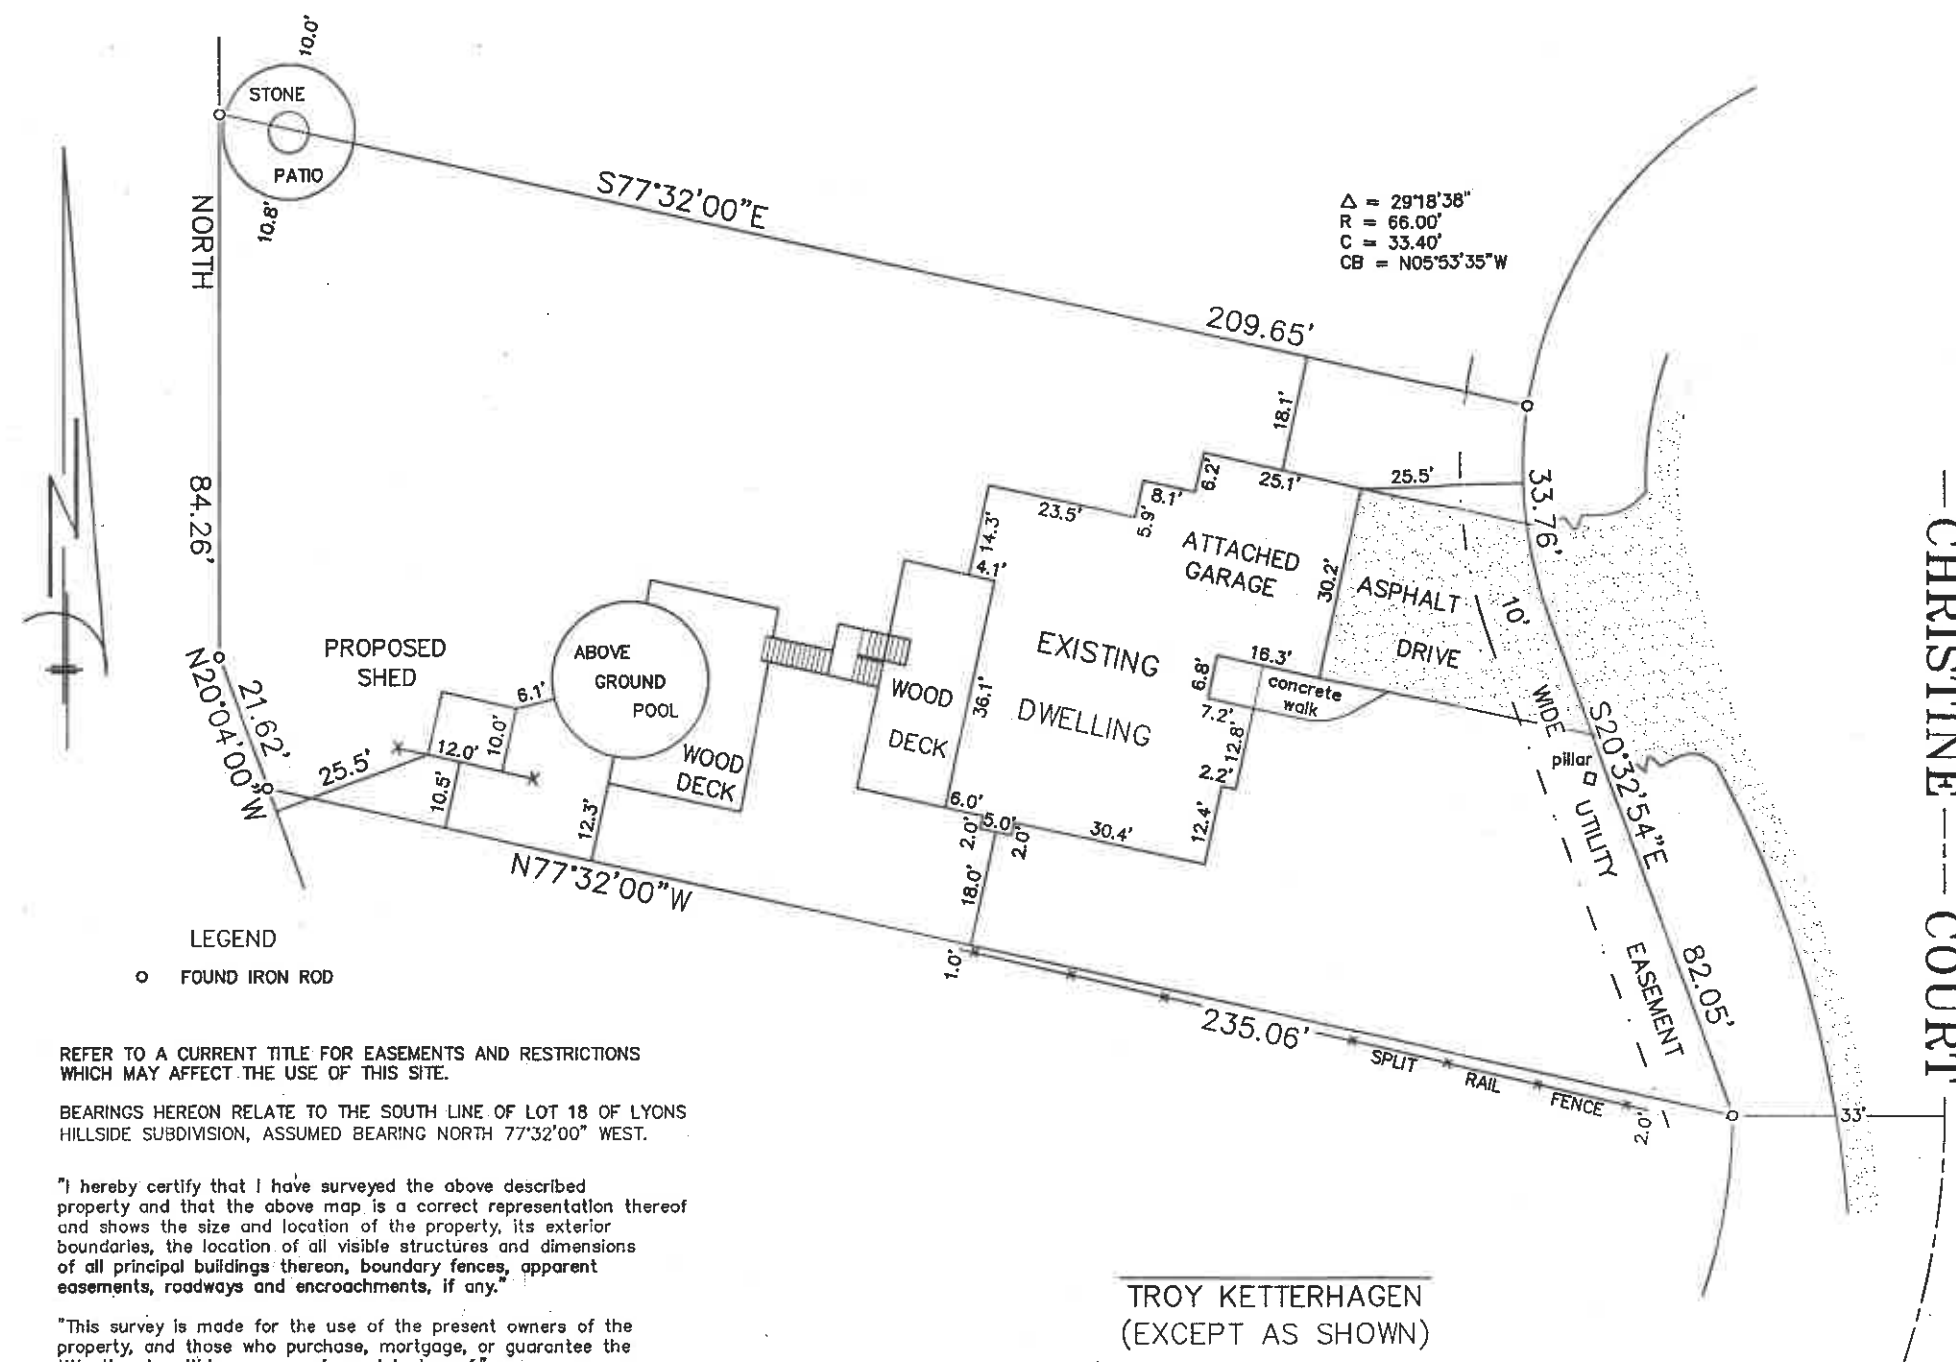 10.0'
STONE
PATIO
10.8'
NORTH
84.26'
S77°32'00"E
209.65'
Δ = 29°18'38"
R = 66.00'
C = 33.40'
CB = N05°53'35"W
18.1'
25.5'
33.76'
6.2'
25.1'
8.1'
5.9'
23.5'
14.3'
4.1'
ATTACHED
GARAGE
30.2'
ASPHALT
DRIVE
10'
WIDE
UTILITY
EASEMENT
EXISTING
DWELLING
16.3'
6.8'
concrete
walk
7.2'
12.8'
2.2'
12.4'
36.1'
WOOD
DECK
6.0'
5.0'
2.0'
2.0'
30.4'
18.0'
pillar
S20°32'54"E
82.05'
PROPOSED
SHED
6.1'
ABOVE
GROUND
POOL
WOOD
DECK
12.0'
10.0'
10.5'
12.3'
25.5'
21.62'
N20°04'00"W
N77°32'00"W
1.0'
235.06'
SPLIT
RAIL
FENCE
2.0'
33'
CHRISTINE COURT
N
LEGEND
o FOUND IRON ROD
REFER TO A CURRENT TITLE FOR EASEMENTS AND RESTRICTIONS
WHICH MAY AFFECT THE USE OF THIS SITE.
BEARINGS HEREON RELATE TO THE SOUTH LINE OF LOT 18 OF LYONS
HILLSIDE SUBDIVISION, ASSUMED BEARING NORTH 77°32'00" WEST.
"I hereby certify that I have surveyed the above described
property and that the above map is a correct representation thereof
and shows the size and location of the property, its exterior
boundaries, the location of all visible structures and dimensions
of all principal buildings thereon, boundary fences, apparent
easements, roadways and encroachments, if any."
"This survey is made for the use of the present owners of the
property, and those who purchase, mortgage, or guarantee the
TROY KETTERHAGEN
(EXCEPT AS SHOWN)